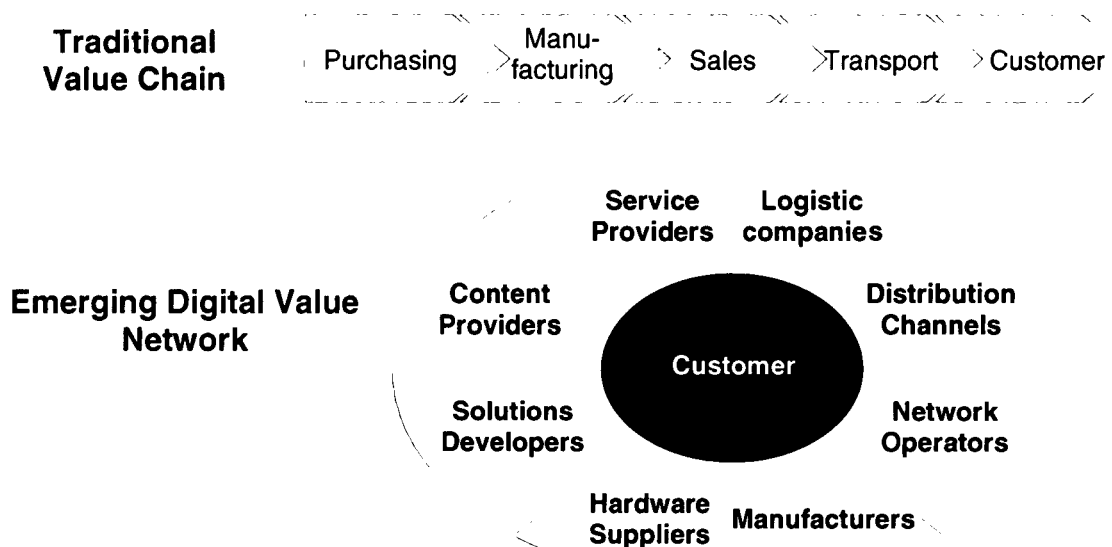 Traditional
Value Chain
Purchasing
Manu-
facturing
Sales
Transport
Customer
Emerging Digital Value
Network
Service
Providers
Logistic
companies
Content
Providers
Distribution
Channels
Customer
Solutions
Developers
Network
Operators
Hardware
Suppliers
Manufacturers